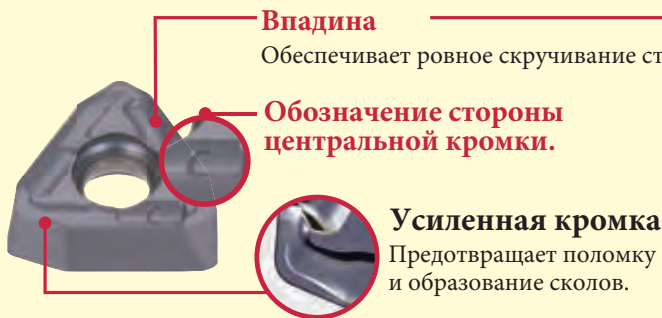 Впадина
Обеспечивает ровное скручивание ст
Обозначение стороны
центральной кромки.
Усиленная кромка
Предотвращает поломку
и образование сколов.